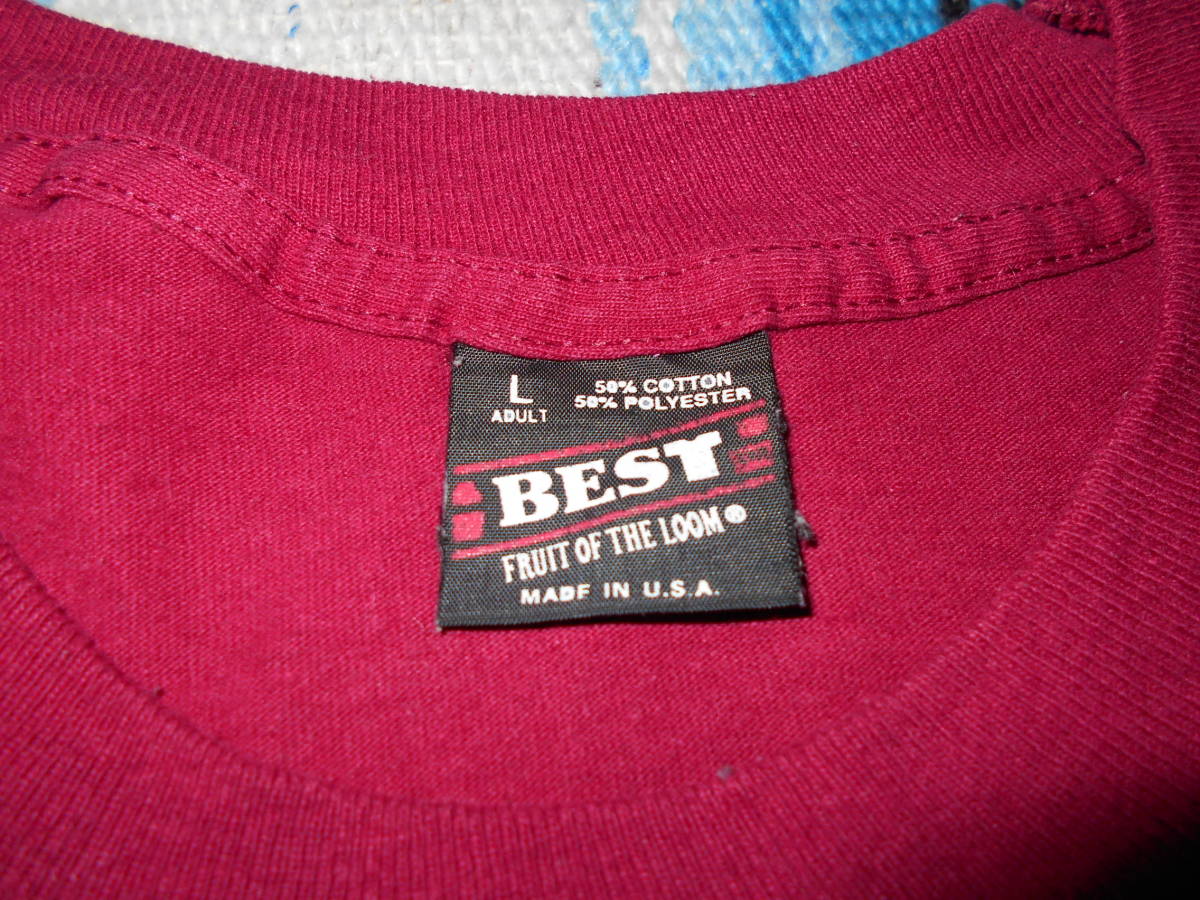 L
ADULT
50% COTTON
50% POLYESTER
BEST
FRUIT OF THE LOOM®
MADE IN U.S.A.